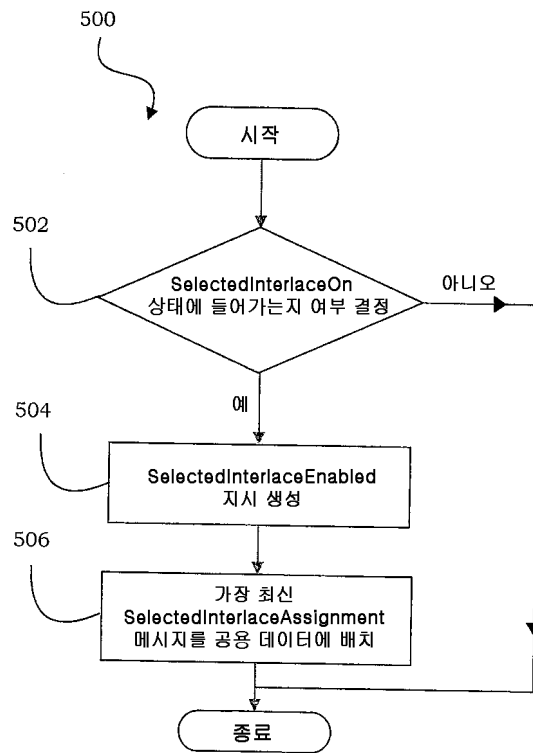 500
시작
502
SelectedInterlaceOn
상태에 들어가는지 여부 결정
아니오
예
504
SelectedInterlaceEnabled
지시 생성
506
가장 최신
SelectedInterlaceAssignment
메시지를 공용 데이터에 배치
종료